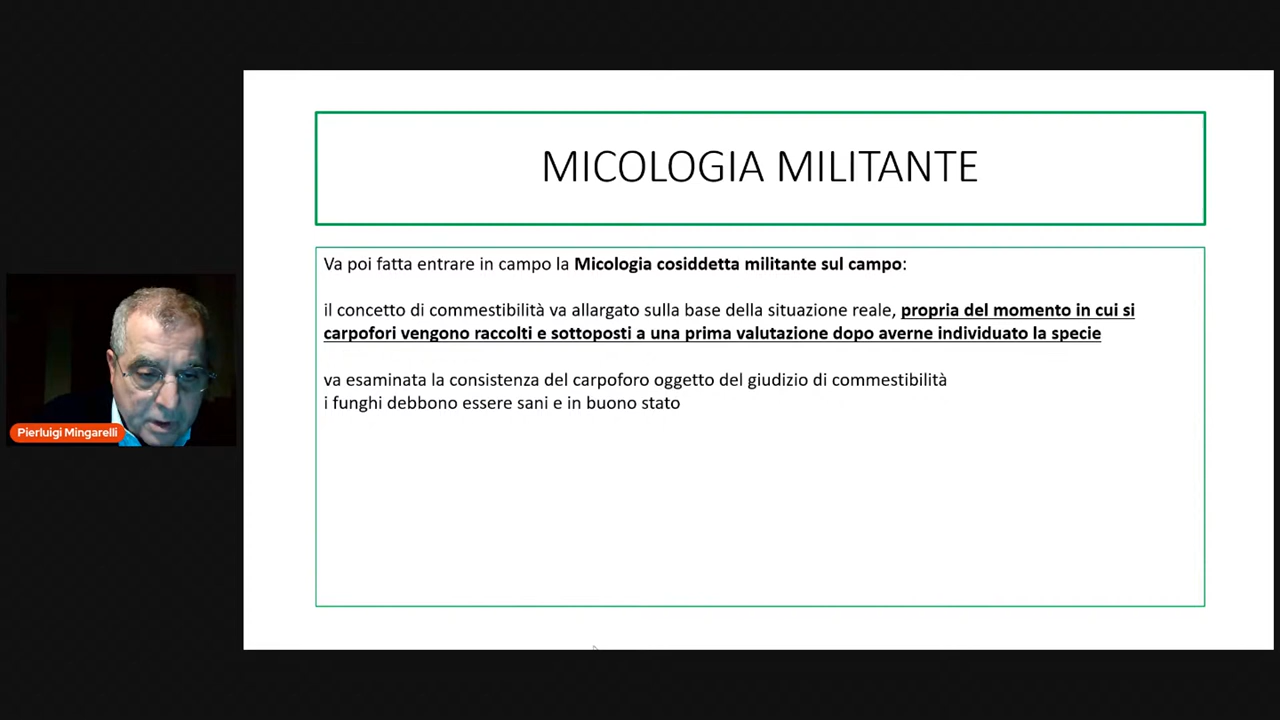 MICOLOGIA MILITANTE
Va poi fatta entrare in campo la Micologia cosiddetta militante sul campo:
il concetto di commestibilità va allargato sulla base della situazione reale, propria del momento in cui si
carpofori vengono raccolti e sottoposti a una prima valutazione dopo averne individuato la specie
va esaminata la consistenza del carpoforo oggetto del giudizio di commestibilità
i funghi debbono essere sani e in buono stato
Pierluigi Mingarelli